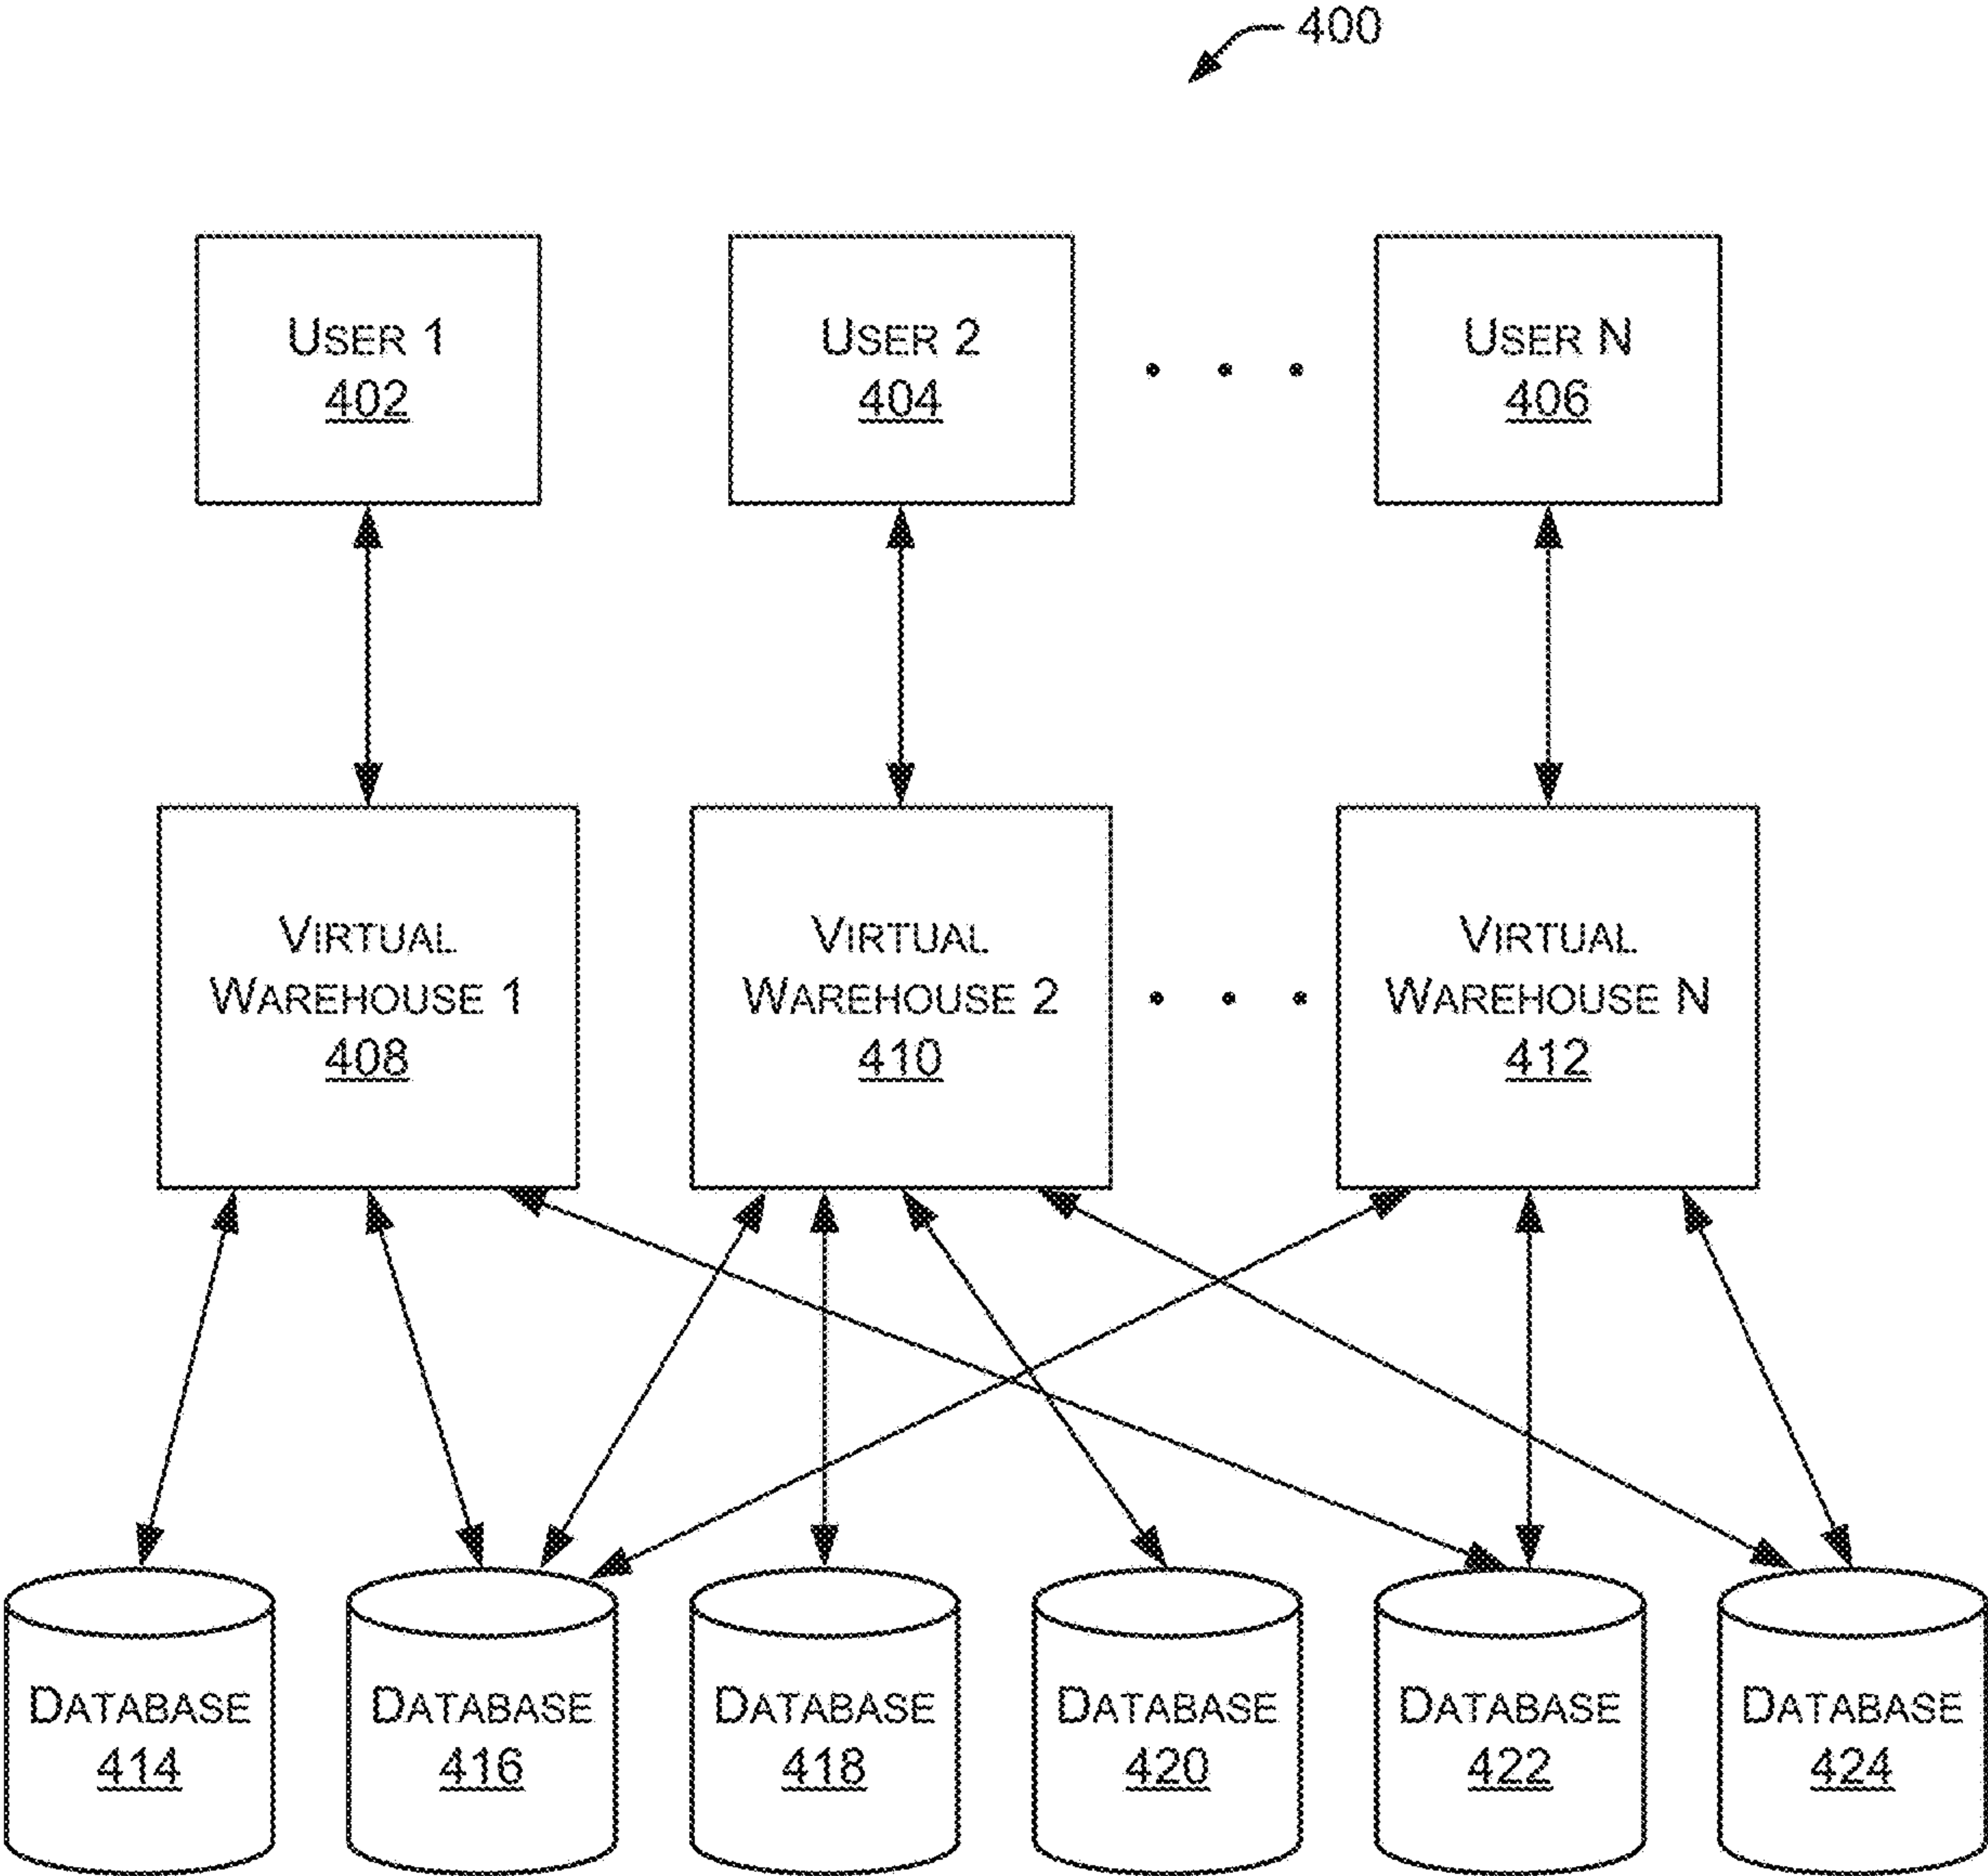 400
USER 1
402
USER 2
404
USER N
406
VIRTUAL
WAREHOUSE 1
408
VIRTUAL
WAREHOUSE 2
410
VIRTUAL
WAREHOUSE N
412
DATABASE
414
DATABASE
416
DATABASE
418
DATABASE
420
DATABASE
422
DATABASE
424